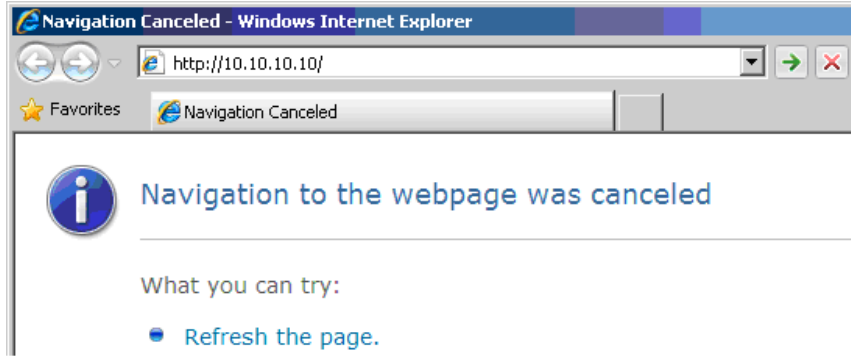 Navigation Canceled - Windows Internet Explorer
http://10.10.10.10/
Favorites
Navigation Canceled
Navigation to the webpage was canceled
What you can try:
Refresh the page.